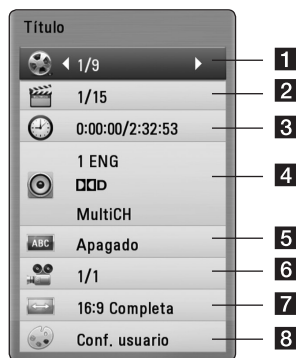 Título
1/9 1
1/15 2
0:00:00/2:32:53 3
1 ENG
D 4
MultiCH
ABC Apagado 5
1/1 6
16:9 Completa 7
Conf. usuario 8